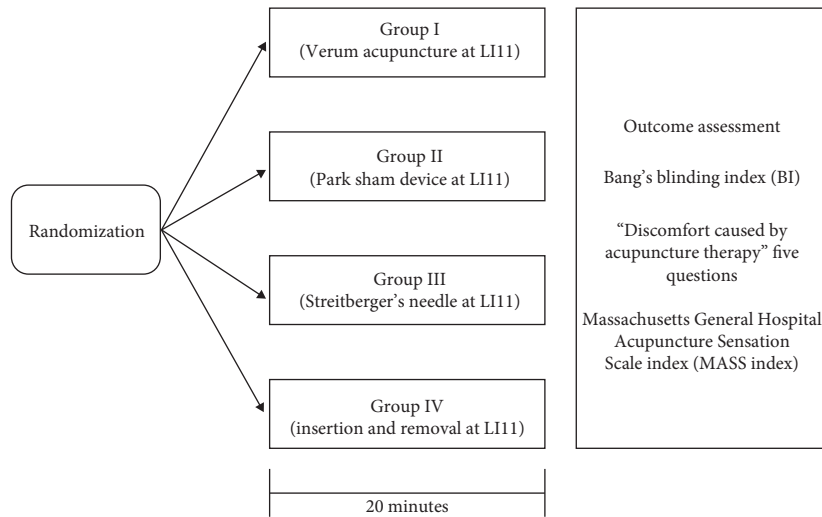 Randomization
Group I
(Verum acupuncture at LI11)
Group II
(Park sham device at LI11)
Group III
(Streitberger's needle at LI11)
Group IV
(insertion and removal at LI11)
20 minutes
Outcome assessment
Bang's blinding index (BI)
“Discomfort caused by
acupuncture therapy” five
questions
Massachusetts General Hospital
Acupuncture Sensation
Scale index (MASS index)